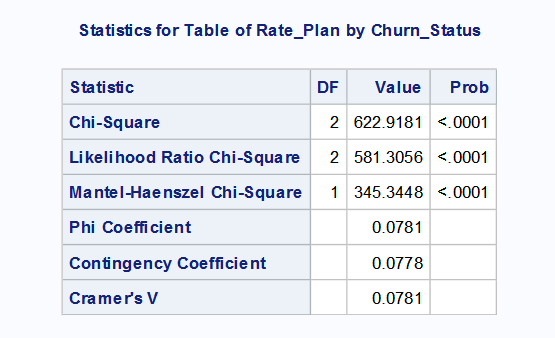 Statistics for Table of Rate_Plan by Churn_Status
Statistic DF Value Prob
Chi-Square 2 622.9181 <.0001
Likelihood Ratio Chi-Square 2 581.3056 <.0001
Mantel-Haenszel Chi-Square 1 345.3448 <.0001
Phi Coefficient 0.0781
Contingency Coefficient 0.0778
Cramer's V 0.0781